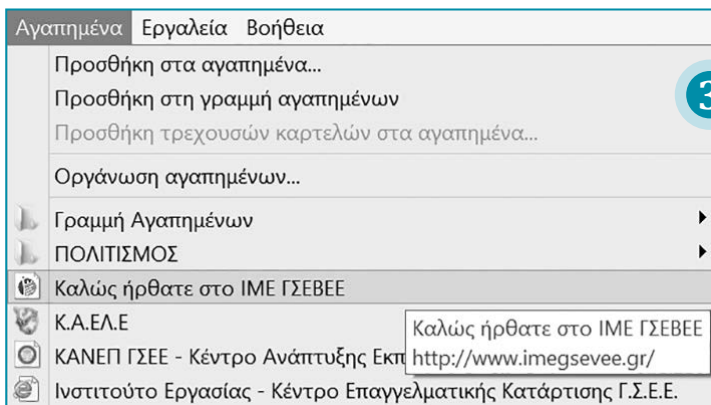 Αγαπημένα Εργαλεία Βοήθεια
Προσθήκη στα αγαπημένα...
Προσθήκη στη γραμμή αγαπημένων
3
Προσθήκη τρεχουσών καρτελών στα αγαπημένα...
Οργάνωση αγαπημένων...
Γραμμή Αγαπημένων
ΠΟΛΙΤΙΣΜΟΣ
Καλώς ήρθατε στο ΙΜΕ ΓΣΕΒΕΕ
Κ.Α.ΕΛ.Ε
Καλώς ήρθατε στο ΙΜΕ ΓΣΕΒΕΕ
ΚΑΝΕΠ ΓΣΕΕ - Κέντρο Ανάπτυξης Εκπ
http://www.imegsevee.gr/
Ινστιτούτο Εργασίας - Κέντρο Επαγγελματικής Κατάρτισης Γ.Σ.Ε.Ε.